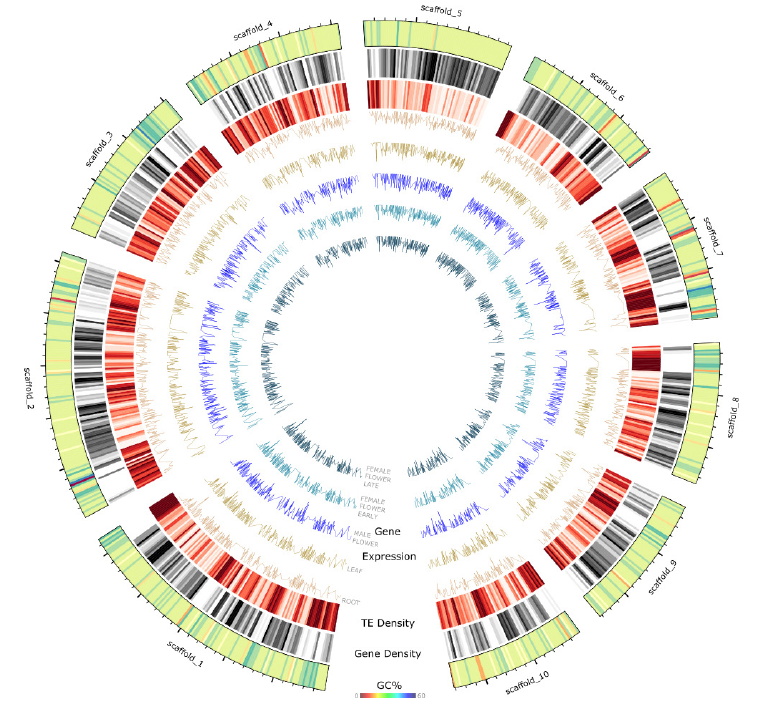 scaffold_5
scaffold_4
scaffold_6
scaffold_3
scaffold_7
scaffold_2
scaffold_8
FEMALE
FLOWER
LATE
FEMALE
FLOWER
EARLY
MALE
FLOWER
Gene
Expression
LEAF
ROOT
scaffold_9
TE Density
scaffold_1
Gene Density
scaffold_10
GC%
0 60